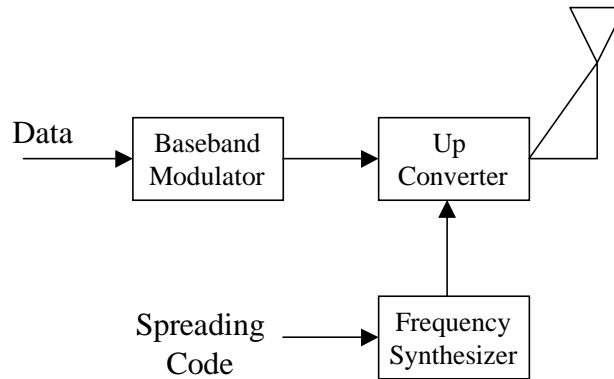 Data
Baseband
Modulator
Up
Converter
Spreading
Code
Frequency
Synthesizer